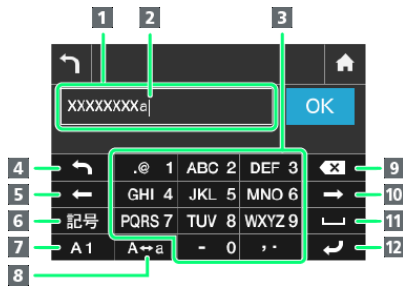 1 2 3
XXXXXXXXa OK
4 .@ 1 ABC 2 DEF 3 9
5 GHI 4 JKL 5 MNO 6 10
6 記号 PQRS 7 TUV 8 WXYZ 9 11
7 A1 A↔a - 0 , · 12
8